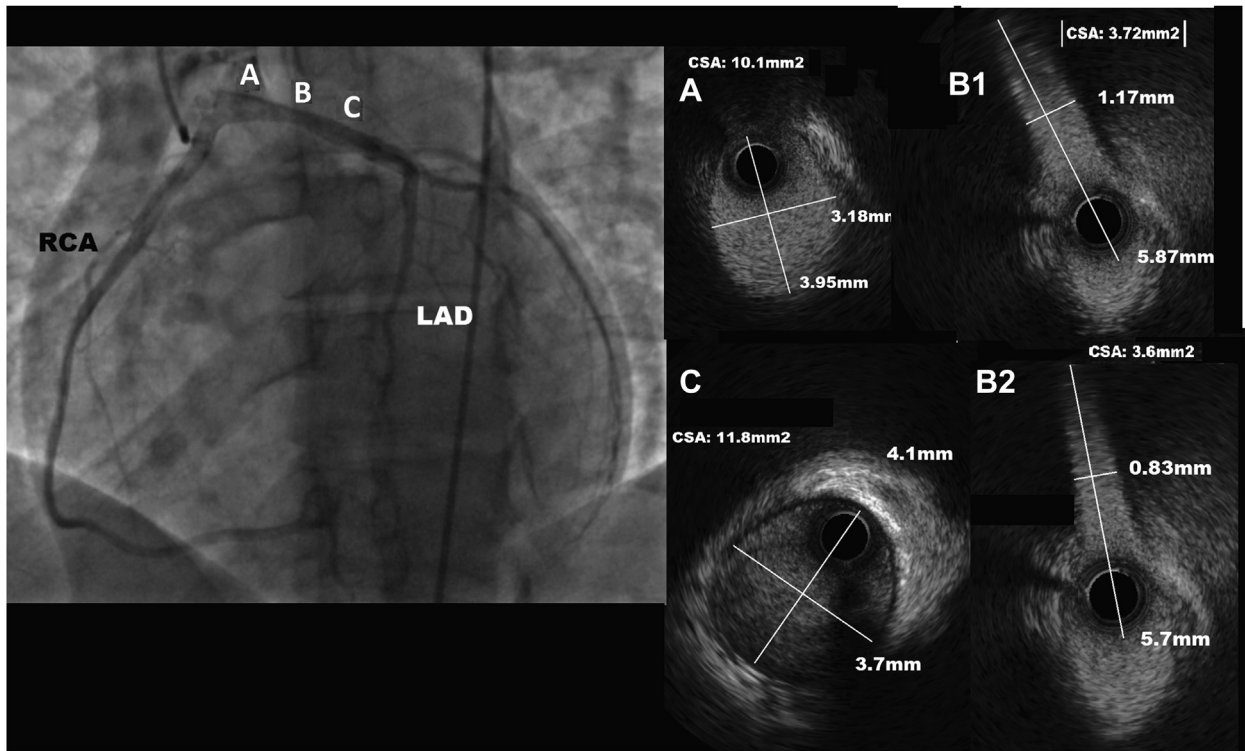 A
B
C
RCA
LAD
CSA: 10.1mm2
A
3.18mm
3.95mm
CSA: 3.72mm2
B1
1.17mm
5.87mm
C
CSA: 11.8mm2
4.1mm
3.7mm
CSA: 3.6mm2
B2
0.83mm
5.7mm